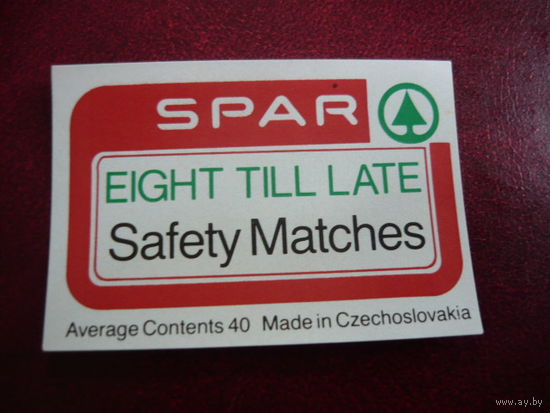 SPAR
EIGHT TILL LATE
Safety Matches
Average Contents 40 Made in Czechoslovakia
www.ay.by